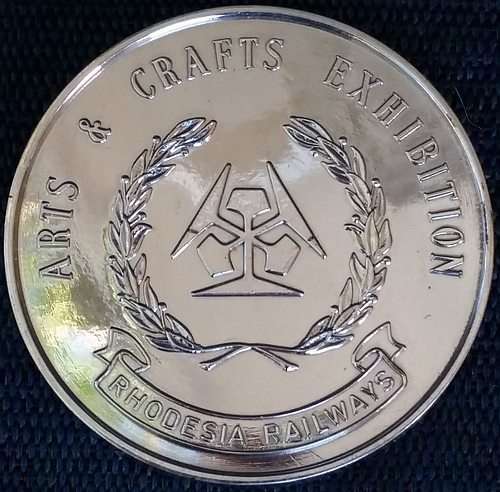 ARTS & CRAFTS EXHIBITION
RHODESIA RAILWAYS